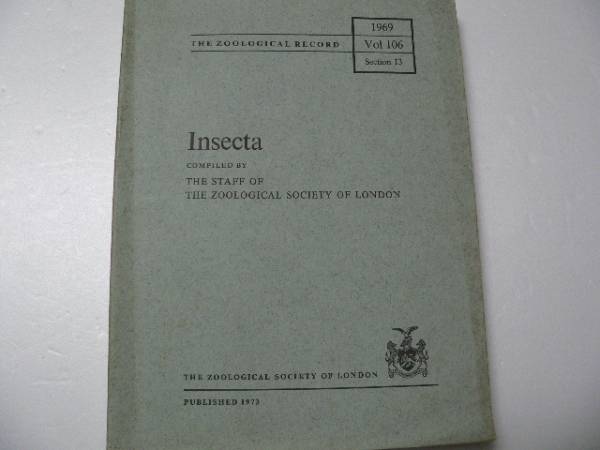 THE ZOOLOGICAL RECORD
1969
Vol 106
Section 13
Insecta
COMPILED BY
THE STAFF OF
THE ZOOLOGICAL SOCIETY OF LONDON
THE ZOOLOGICAL SOCIETY OF LONDON
PUBLISHED 1973